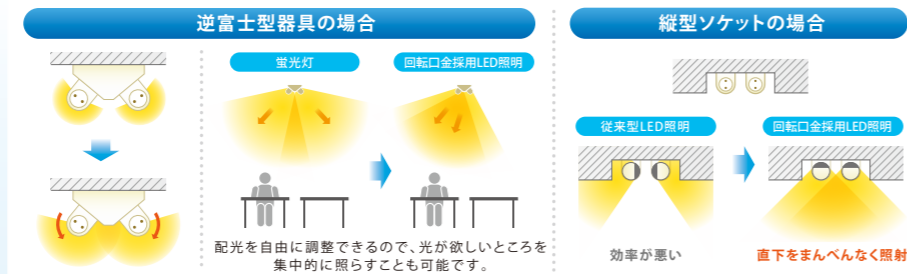 逆富士型器具の場合
蛍光灯
回転口金採用LED照明
配光を自由に調整できるので、光が欲しいところを
集中的に照らすことも可能です。
縦型ソケットの場合
従来型LED照明
回転口金採用LED照明
効率が悪い
直下をまんべんなく照射